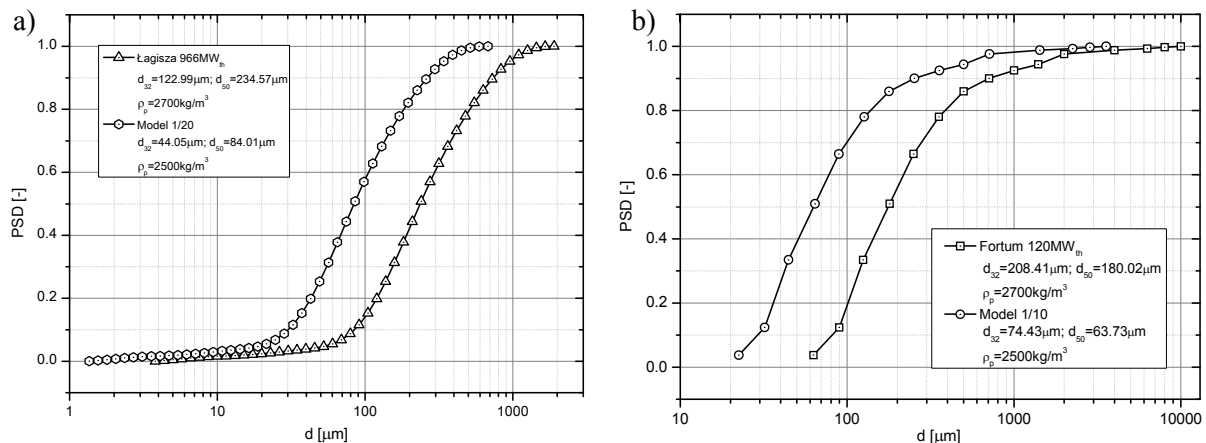 a)
Łagisza 966MWth
d32=122.99μm; d50=234.57μm
ρp=2700kg/m3
Model 1/20
d32=44.05μm; d50=84.01μm
ρp=2500kg/m3
PSD [-]
1.0
0.8
0.6
0.4
0.2
0.0
1 10 100 1000
d [μm]
b)
PSD [-]
1.0
0.8
0.6
0.4
0.2
0.0
Fortum 120MWth
d32=208.41μm; d50=180.02μm
ρp=2700kg/m3
Model 1/10
d32=74.43μm; d50=63.73μm
ρp=2500kg/m3
10 100 1000 10000
d [μm]